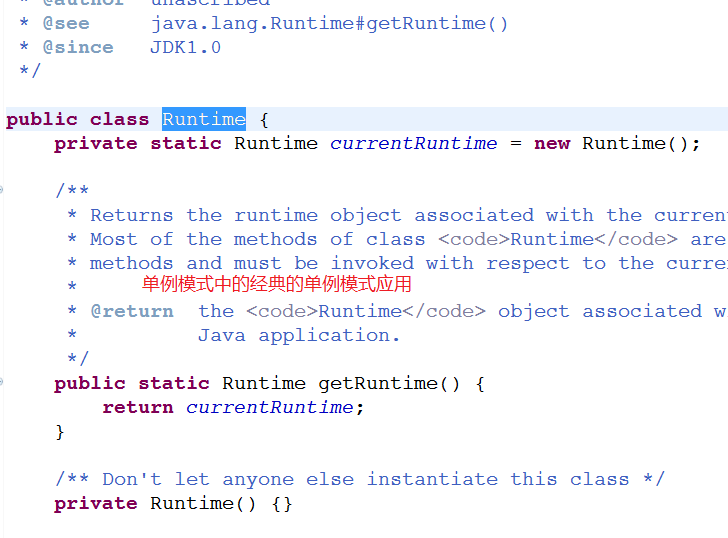 * @author unascribed
* @see java.lang.Runtime#getRuntime()
* @since JDK1.0
*/
public class Runtime {
private static Runtime currentRuntime = new Runtime();
/**
* Returns the runtime object associated with the curren
* Most of the methods of class <code>Runtime</code> are
* methods and must be invoked with respect to the curre
* 单例模式中的经典的单例模式应用
* @return the <code>Runtime</code> object associated w
* Java application.
*/
public static Runtime getRuntime() {
return currentRuntime;
}
/** Don't let anyone else instantiate this class */
private Runtime() {}